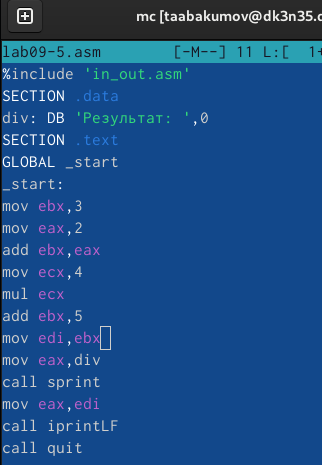 mc [taabakumov@dk3n35.
lab09-5.asm [-M--] 11 L:[ 1+
%include 'in_out.asm'
SECTION .data
div: DB 'Результат: ',0
SECTION .text
GLOBAL _start
_start:
mov ebx,3
mov eax,2
add ebx,eax
mov ecx,4
mul ecx
add ebx,5
mov edi,ebx
mov eax,div
call sprint
mov eax,edi
call iprintLF
call quit